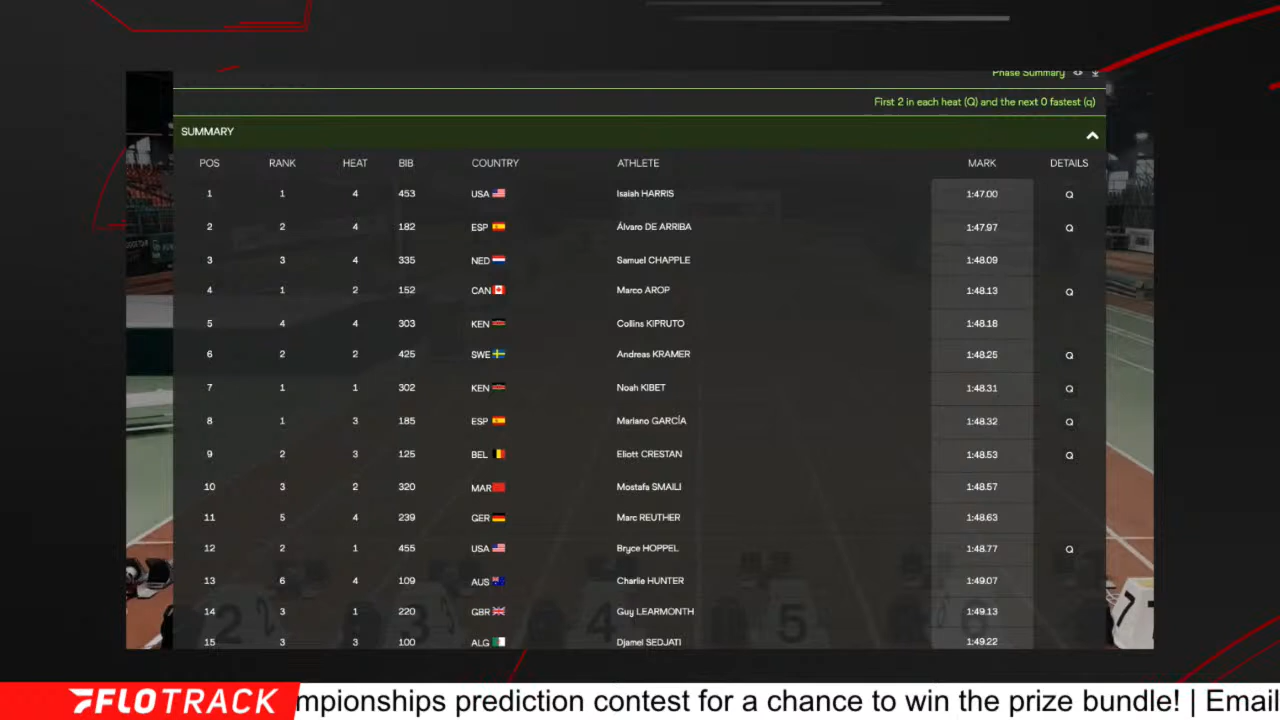 Phase Summary
First 2 in each heat (Q) and the next 0 fastest (q)
SUMMARY
POS RANK HEAT BIB COUNTRY ATHLETE MARK DETAILS
1 1 4 453 USA Isaiah HARRIS 1:47.00 Q
2 2 4 182 ESP Álvaro DE ARRIBA 1:47.97 Q
3 3 4 335 NED Samuel CHAPPLE 1:48.09
4 1 2 152 CAN Marco AROP 1:48.13 Q
5 4 4 303 KEN Collins KIPRUTO 1:48.18
6 2 2 425 SWE Andreas KRAMER 1:48.25 Q
7 1 1 302 KEN Noah KIBET 1:48.31 Q
8 1 3 185 ESP Mariano GARCÍA 1:48.32 Q
9 2 3 125 BEL Eliott CRESTAN 1:48.53 Q
10 3 2 320 MAR Mostafa SMAILI 1:48.57
11 5 4 239 GER Marc REUTHER 1:48.63
12 2 1 455 USA Bryce HOPPEL 1:48.77 Q
13 6 4 109 AUS Charlie HUNTER 1:49.07
14 3 1 220 GBR Guy LEARMONTH 1:49.13
15 3 3 100 ALG Djamel SEDJATI 1:49.22
2 3 4 5 6 7
FLOTRACK mpionships prediction contest for a chance to win the prize bundle! | Email